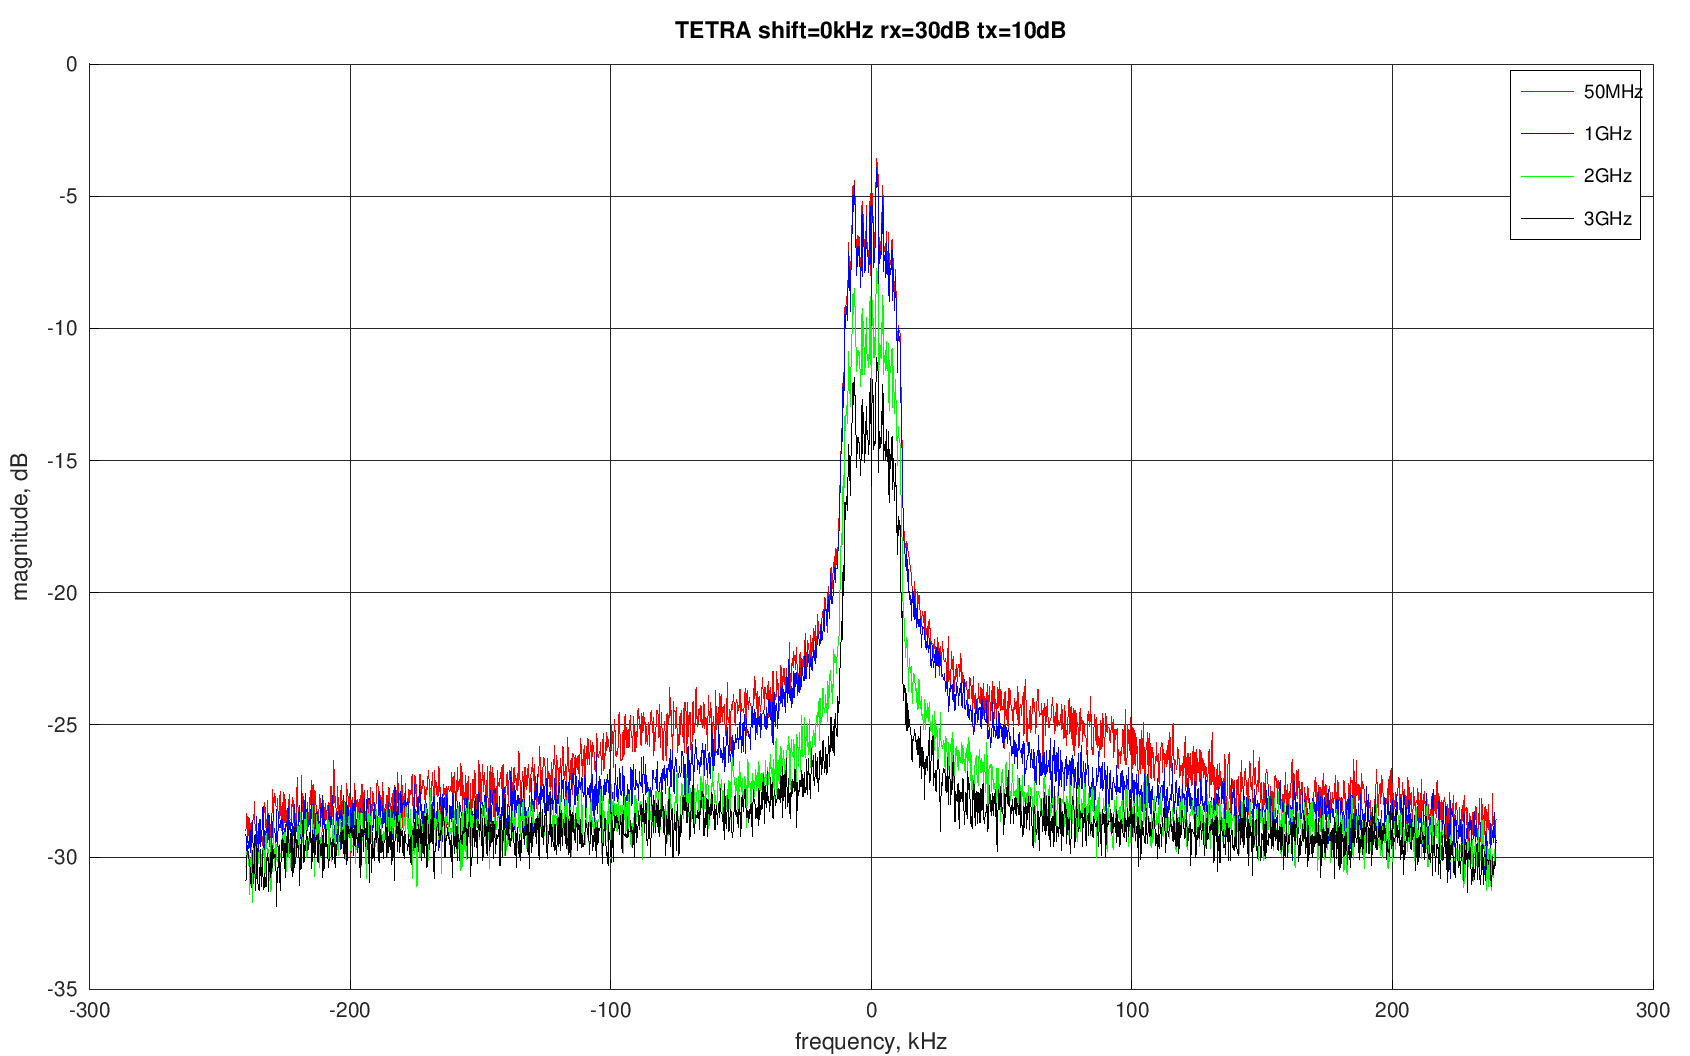 TETRA shift=0kHz rx=30dB tx=10dB
0
-5
-10
-15
-20
-25
-30
-35
magnitude, dB
50MHz
1GHz
2GHz
3GHz
-300
-200
-100
0
100
200
300
frequency, kHz